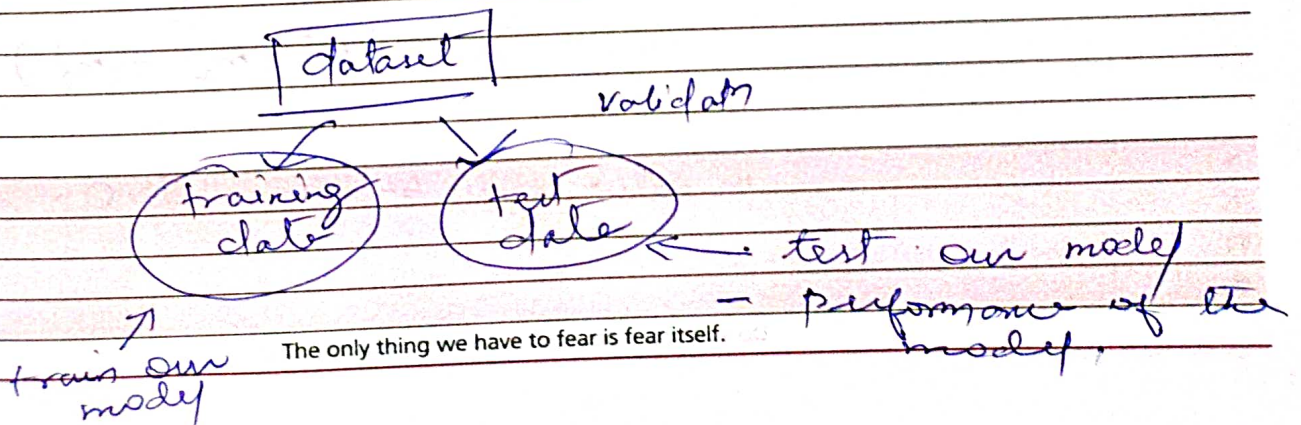 dataset
validatn
training
data
test
data
test our model
- performance of the
model.
The only thing we have to fear is fear itself.
train our
model